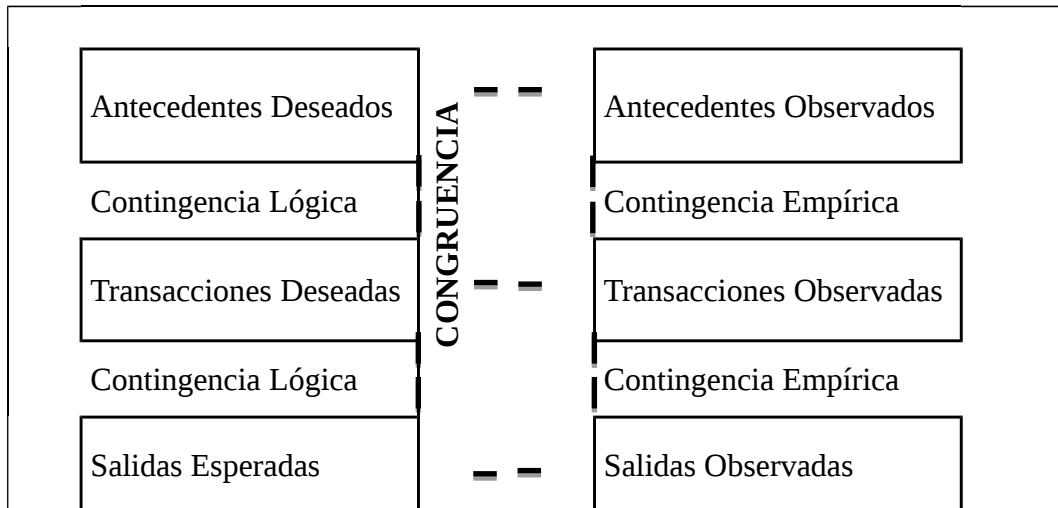 Antecedentes Deseados
Antecedentes Observados
CONGRUENCIA
Contingencia Lógica
Contingencia Empírica
Transacciones Deseadas
Transacciones Observadas
Contingencia Lógica
Contingencia Empírica
Salidas Esperadas
Salidas Observadas